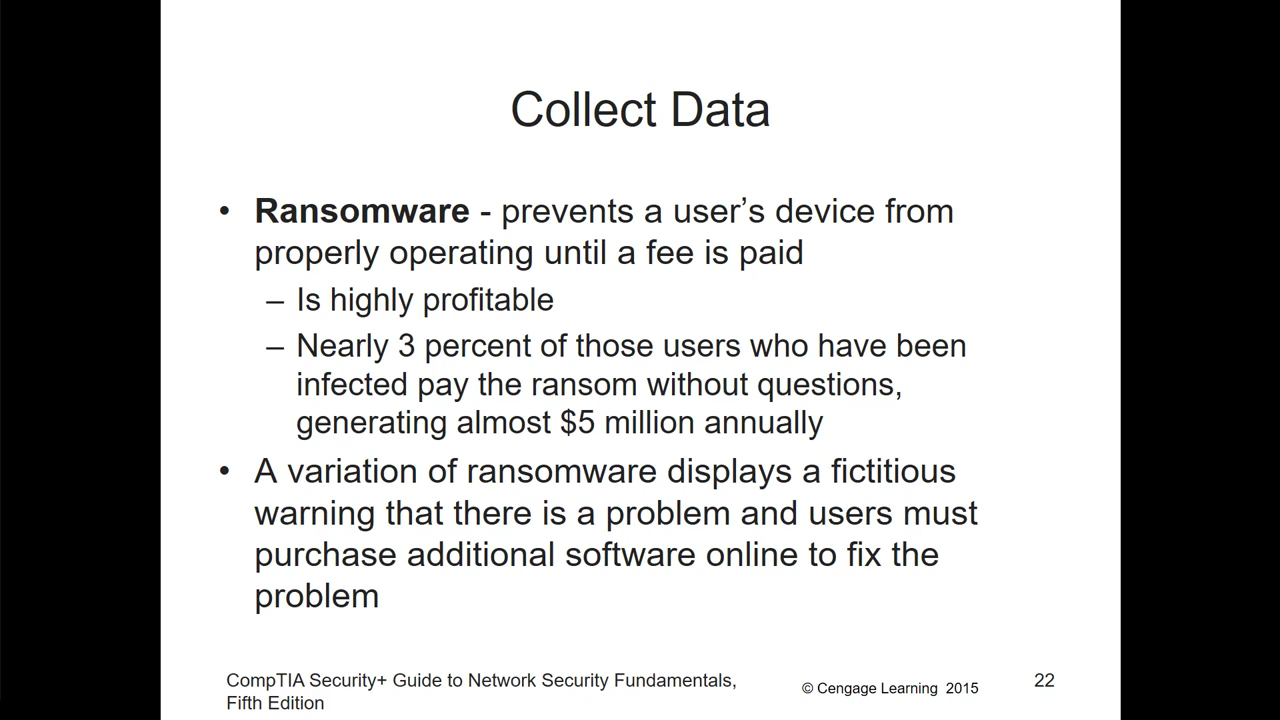 Collect Data
• Ransomware - prevents a user’s device from
properly operating until a fee is paid
– Is highly profitable
– Nearly 3 percent of those users who have been
infected pay the ransom without questions,
generating almost $5 million annually
• A variation of ransomware displays a fictitious
warning that there is a problem and users must
purchase additional software online to fix the
problem
CompTIA Security+ Guide to Network Security Fundamentals,
Fifth Edition
© Cengage Learning 2015
22